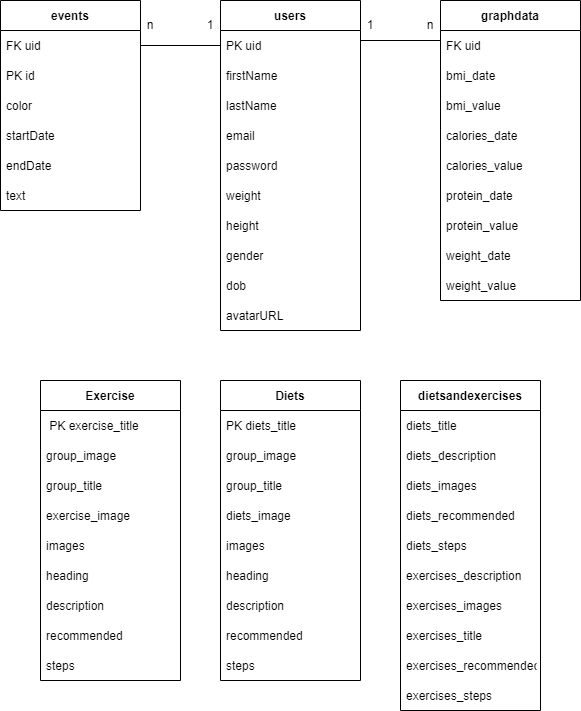 events
FK uid
PK id
color
startDate
endDate
text
n
1
users
PK uid
firstName
lastName
email
password
weight
height
gender
dob
avatarURL
1
n
graphdata
FK uid
bmi_date
bmi_value
calories_date
calories_value
protein_date
protein_value
weight_date
weight_value
Exercise
PK exercise_title
group_image
group_title
exercise_image
images
heading
description
recommended
steps
Diets
PK diets_title
group_image
group_title
diets_image
images
heading
description
recommended
steps
dietsandexercises
diets_title
diets_description
diets_images
diets_recommended
diets_steps
exercises_description
exercises_images
exercises_title
exercises_recommended
exercises_steps